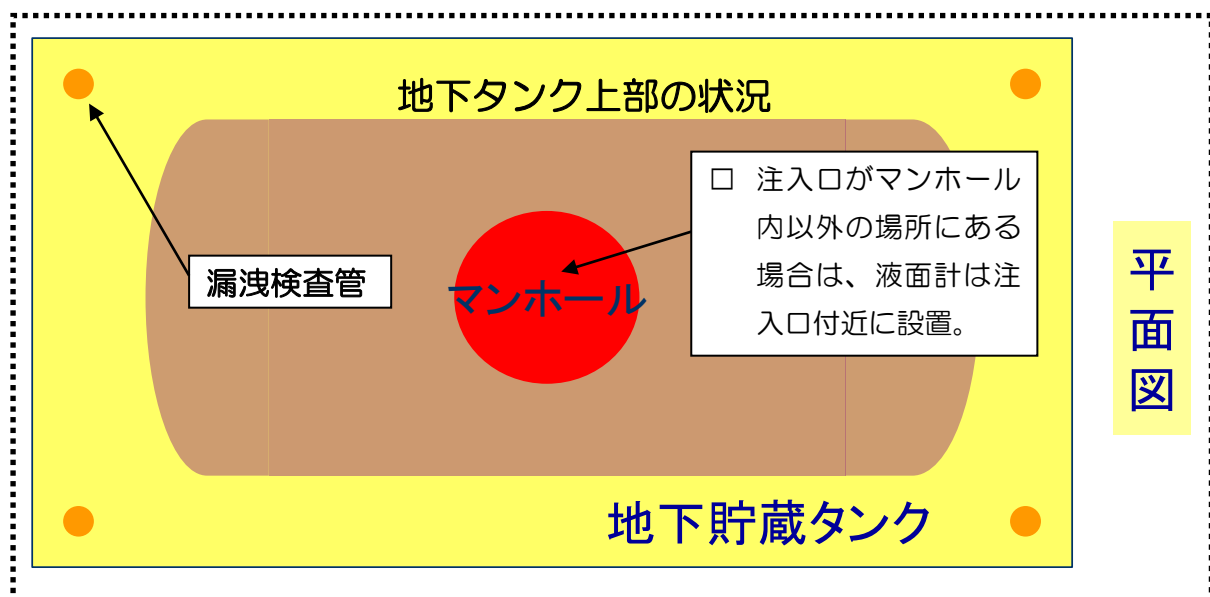 地下タンク上部の状況
□ 注入口がマンホール
内以外の場所にある
場合は、液面計は注
入口付近に設置。
漏洩検査管
マンホール
平面図
地下貯蔵タンク